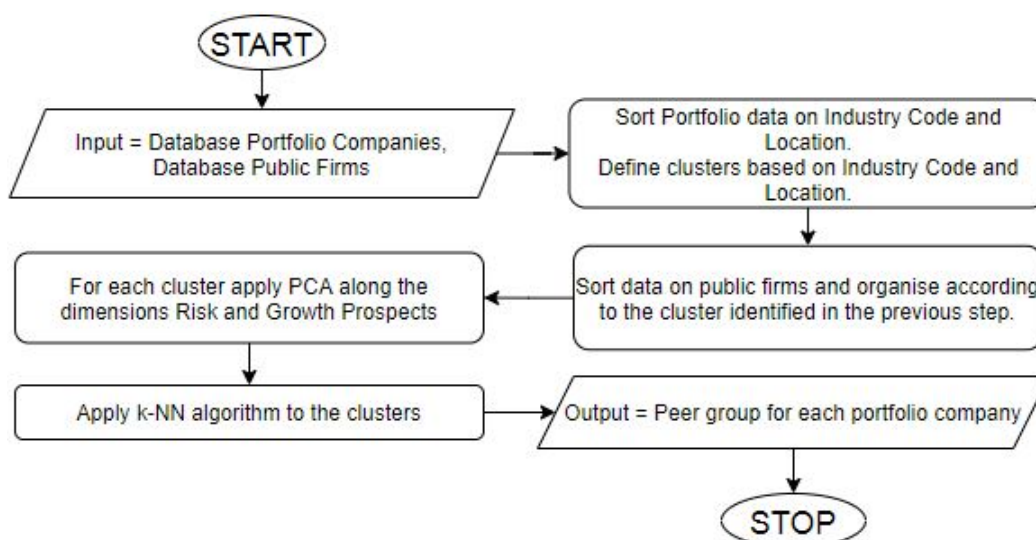 START
Input = Database Portfolio Companies,
Database Public Firms
Sort Portfolio data on Industry Code and
Location.
Define clusters based on Industry Code and
Location.
Sort data on public firms and organise according
to the cluster identified in the previous step.
For each cluster apply PCA along the
dimensions Risk and Growth Prospects
Apply k-NN algorithm to the clusters
Output = Peer group for each portfolio company
STOP